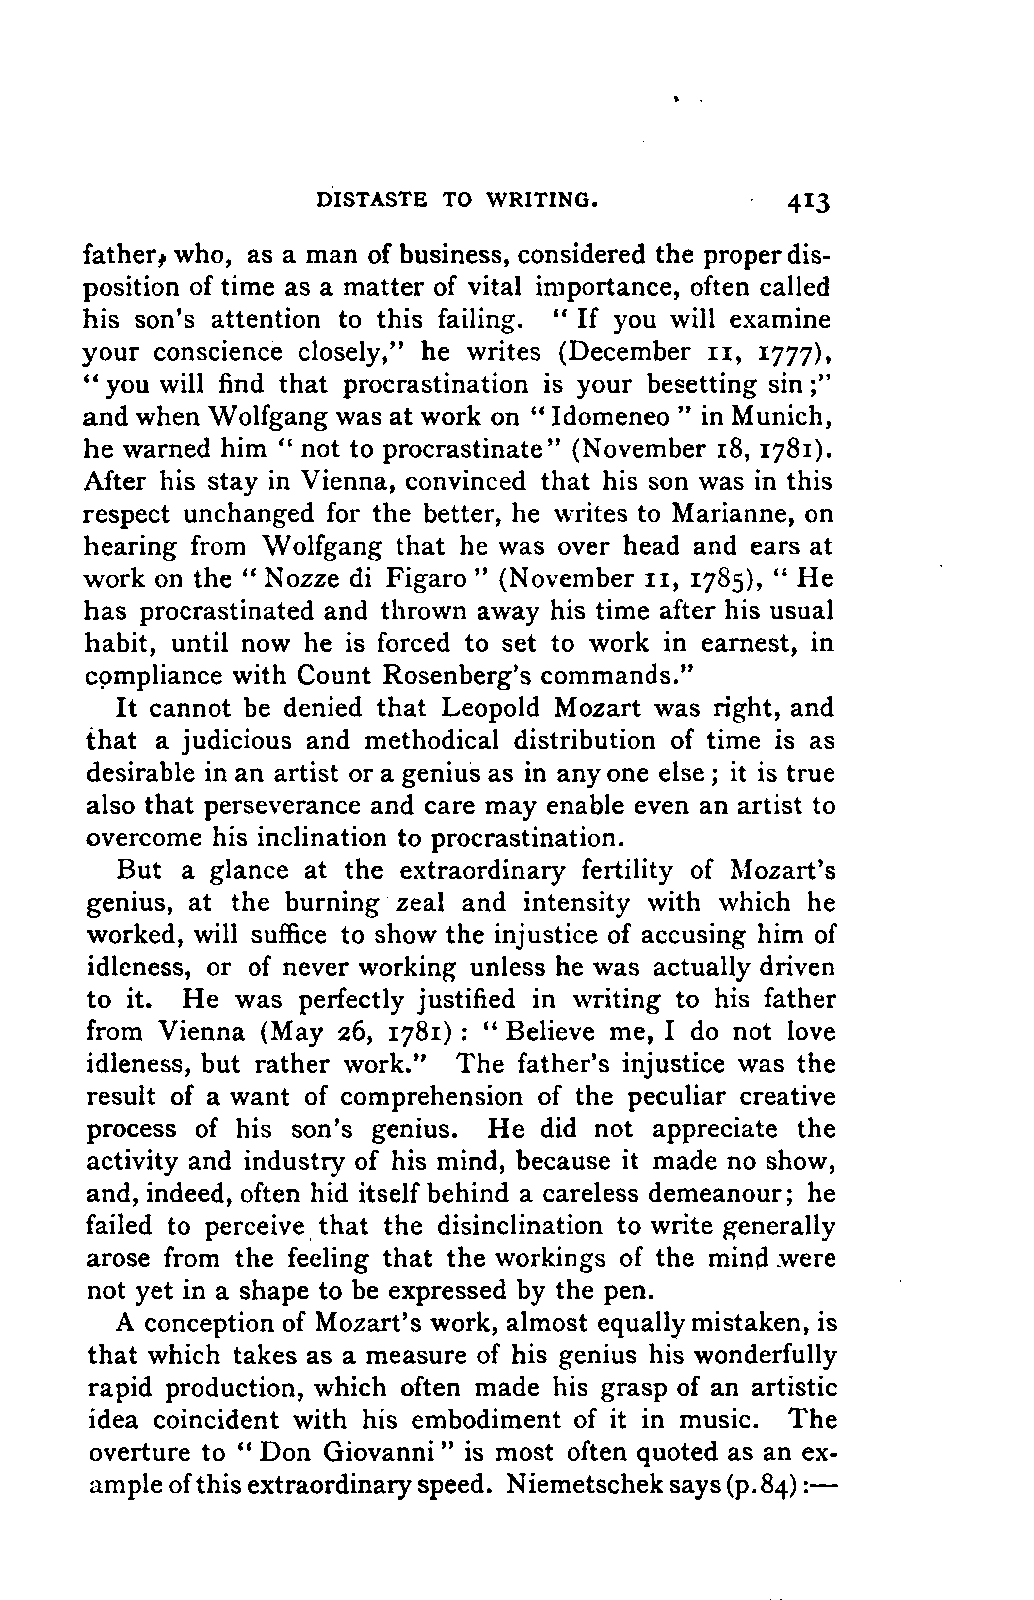 DISTASTE TO WRITING. 413
father, who, as a man of business, considered the proper dis-
position of time as a matter of vital importance, often called
his son's attention to this failing. "If you will examine
your conscience closely," he writes (December 11, 1777),
"you will find that procrastination is your besetting sin;"
and when Wolfgang was at work on "Idomeneo" in Munich,
he warned him "not to procrastinate" (November 18, 1781).
After his stay in Vienna, convinced that his son was in this
respect unchanged for the better, he writes to Marianne, on
hearing from Wolfgang that he was over head and ears at
work on the "Nozze di Figaro" (November 11, 1785), "He
has procrastinated and thrown away his time after his usual
habit, until now he is forced to set to work in earnest, in
compliance with Count Rosenberg's commands."
It cannot be denied that Leopold Mozart was right, and
that a judicious and methodical distribution of time is as
desirable in an artist or a genius as in any one else; it is true
also that perseverance and care may enable even an artist to
overcome his inclination to procrastination.
But a glance at the extraordinary fertility of Mozart's
genius, at the burning zeal and intensity with which he
worked, will suffice to show the injustice of accusing him of
idleness, or of never working unless he was actually driven
to it. He was perfectly justified in writing to his father
from Vienna (May 26, 1781): "Believe me, I do not love
idleness, but rather work." The father's injustice was the
result of a want of comprehension of the peculiar creative
process of his son's genius. He did not appreciate the
activity and industry of his mind, because it made no show,
and, indeed, often hid itself behind a careless demeanour; he
failed to perceive that the disinclination to write generally
arose from the feeling that the workings of the mind were
not yet in a shape to be expressed by the pen.
A conception of Mozart's work, almost equally mistaken, is
that which takes as a measure of his genius his wonderfully
rapid production, which often made his grasp of an artistic
idea coincident with his embodiment of it in music. The
overture to "Don Giovanni" is most often quoted as an ex-
ample of this extraordinary speed. Niemetschek says (p. 84):—